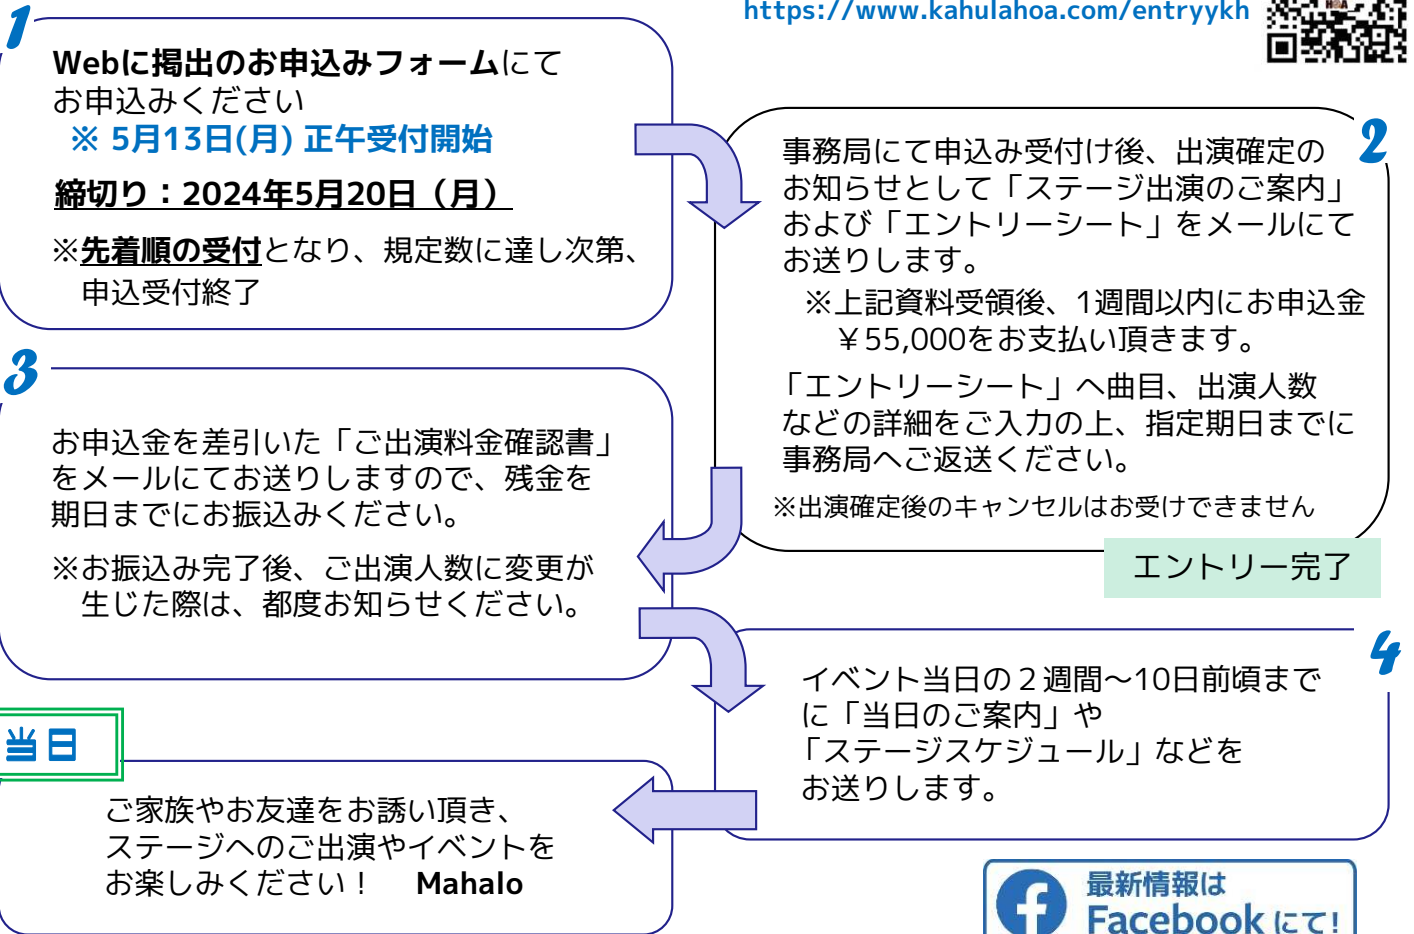 https://www.kahulahoa.com/entryykh
HOA
1
Webに掲出のお申込みフォームにて
お申込みください
※ 5月13日(月) 正午受付開始
締切り：2024年5月20日（月）
※先着順の受付となり、規定数に達し次第、
申込受付終了
2
事務局にて申込み受付け後、出演確定の
お知らせとして「ステージ出演のご案内」
および「エントリーシート」をメールにて
お送りします。
※上記資料受領後、1週間以内にお申込金
￥55,000をお支払い頂きます。
「エントリーシート」へ曲目、出演人数
などの詳細をご入力の上、指定期日までに
事務局へご返送ください。
※出演確定後のキャンセルはお受けできません
エントリー完了
3
お申込金を差引いた「ご出演料金確認書」
をメールにてお送りしますので、残金を
期日までにお振込みください。
※お振込み完了後、ご出演人数に変更が
生じた際は、都度お知らせください。
4
イベント当日の２週間～10日前頃まで
に「当日のご案内」や
「ステージスケジュール」などを
お送りします。
当日
ご家族やお友達をお誘い頂き、
ステージへのご出演やイベントを
お楽しみください！ Mahalo
最新情報は
Facebook にて!